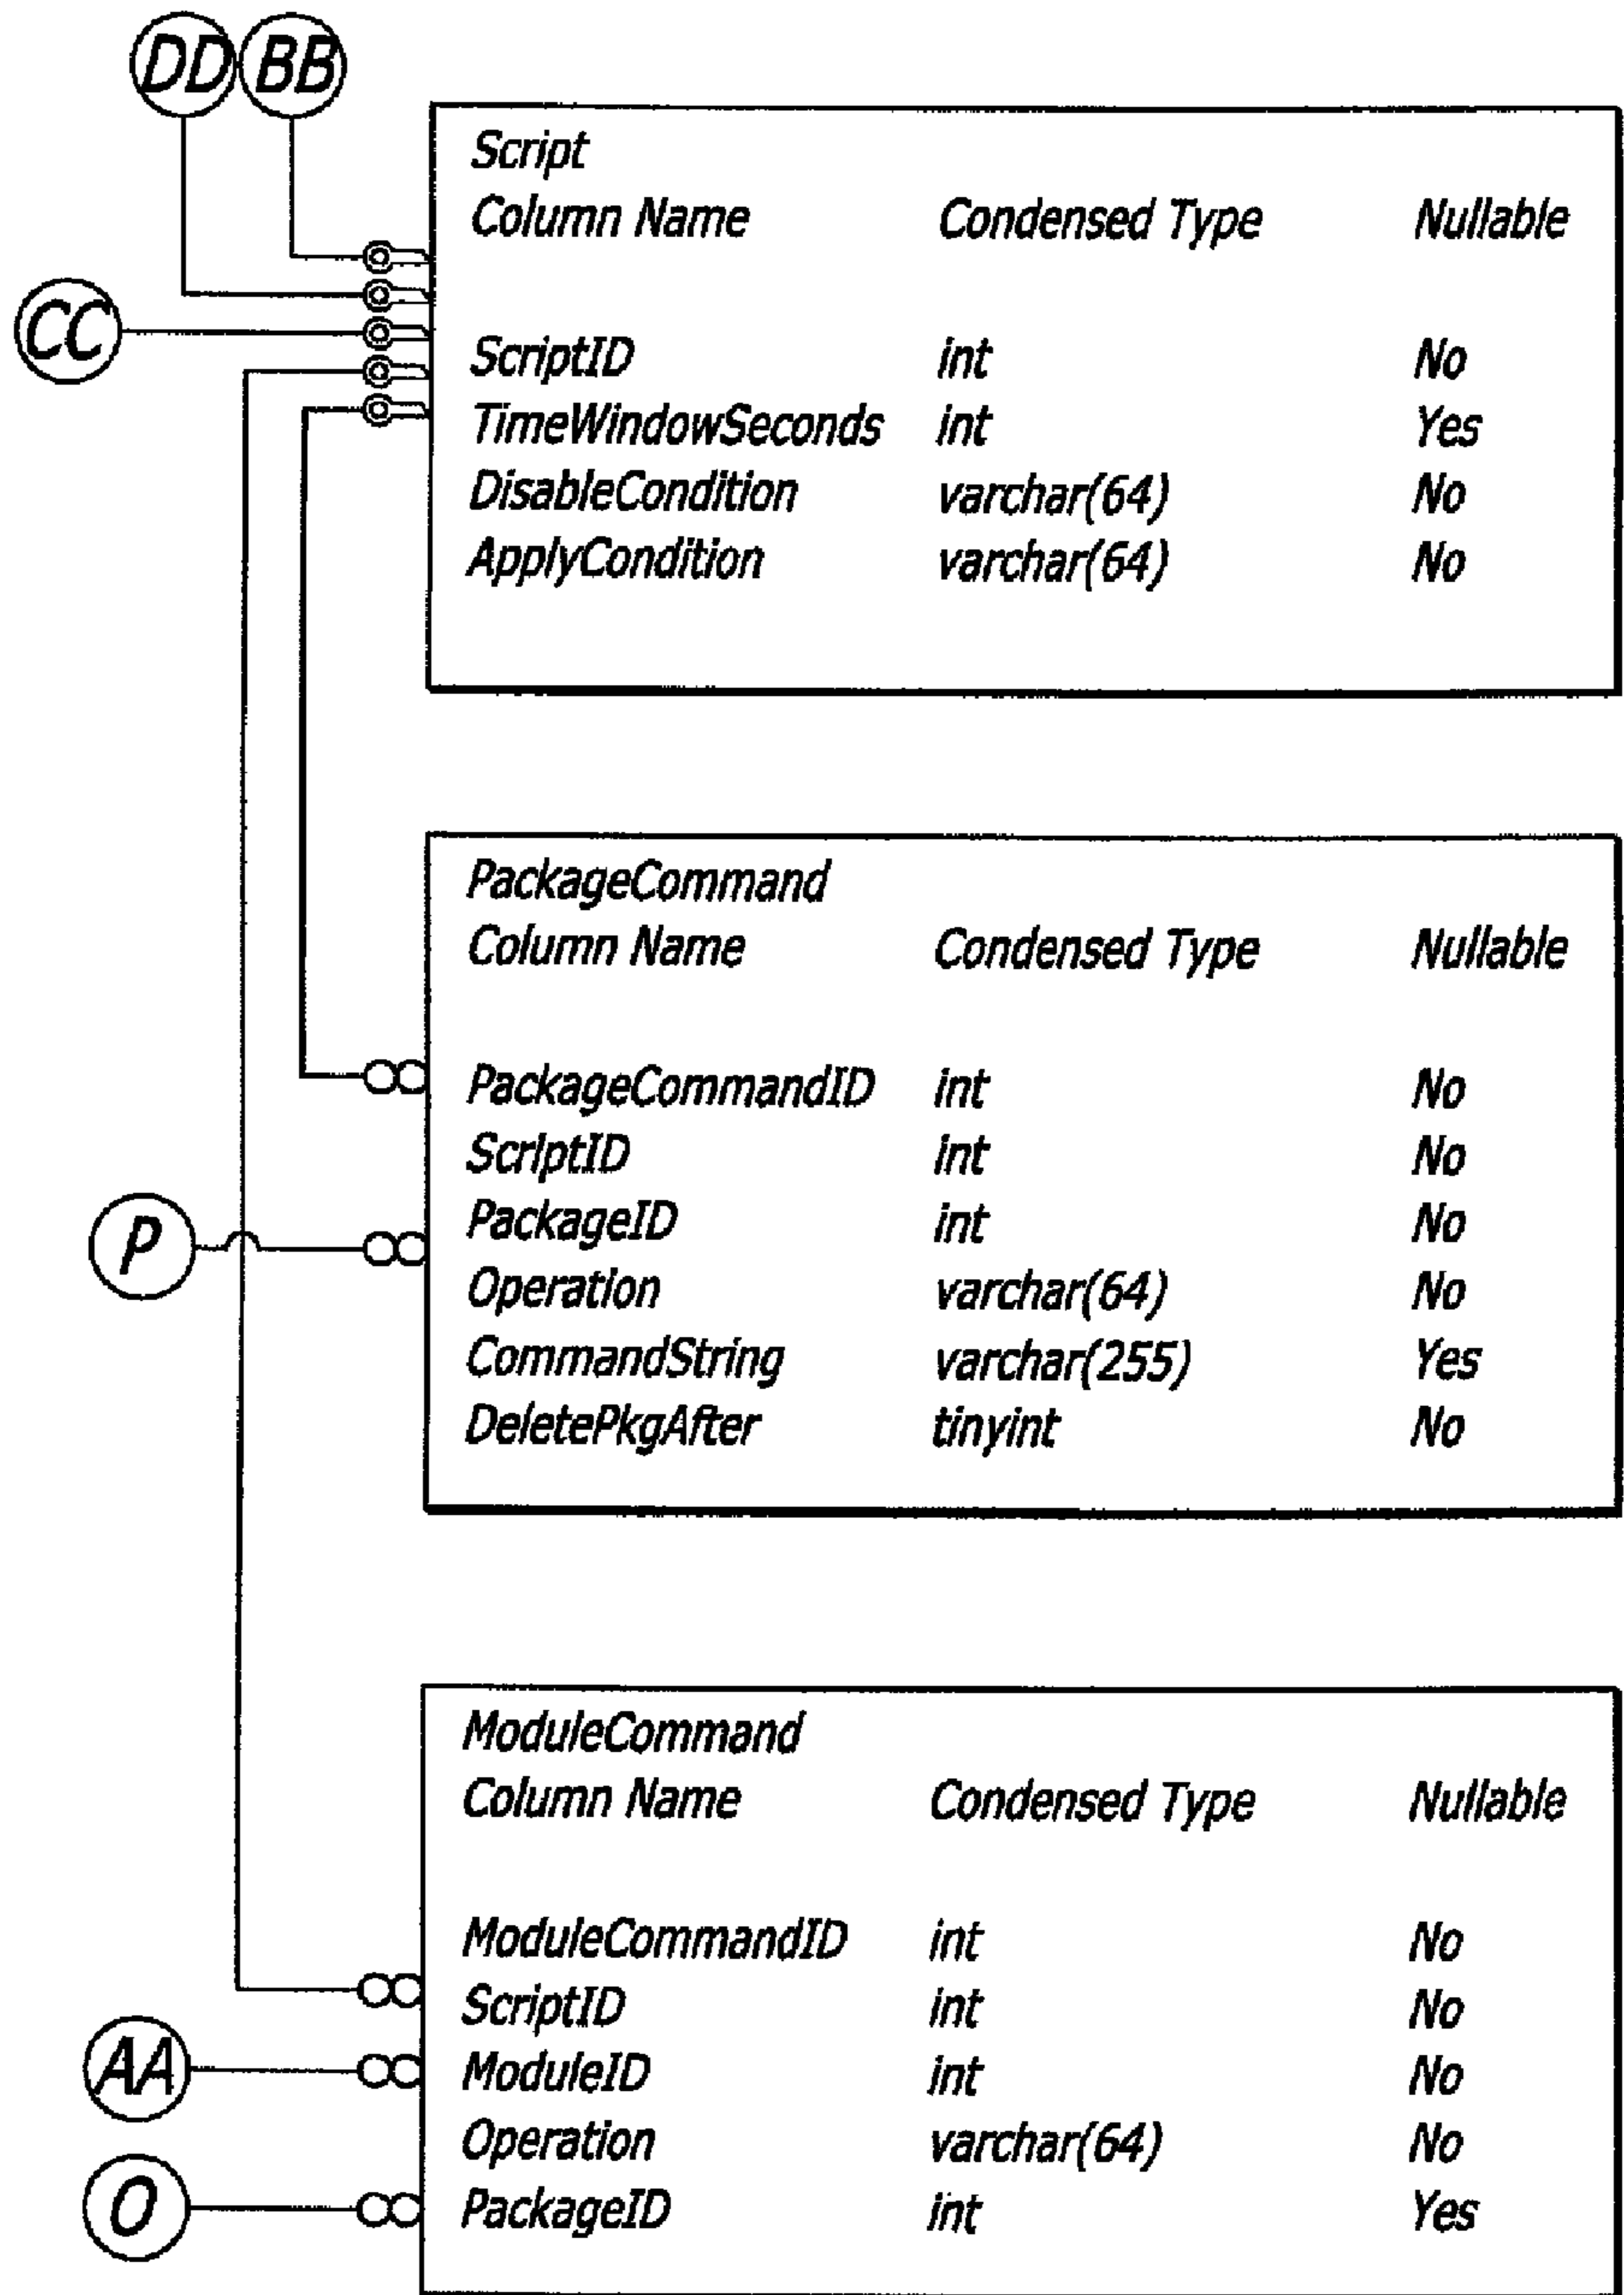 DD BB
Script
Column Name Condensed Type Nullable
CC
ScriptID int No
TimeWindowSeconds int Yes
DisableCondition varchar(64) No
ApplyCondition varchar(64) No
PackageCommand
Column Name Condensed Type Nullable
PackageCommandID int No
ScriptID int No
P
PackageID int No
Operation varchar(64) No
CommandString varchar(255) Yes
DeletePkgAfter tinyint No
ModuleCommand
Column Name Condensed Type Nullable
ModuleCommandID int No
ScriptID int No
AA
ModuleID int No
Operation varchar(64) No
O
PackageID int Yes